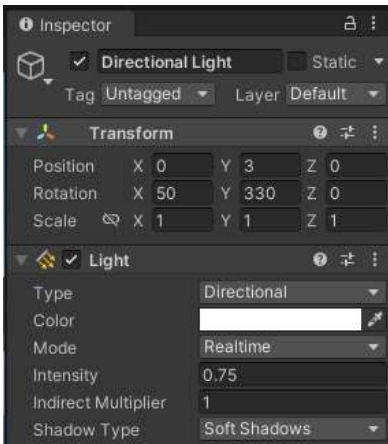 Inspector
Directional Light Static
Tag Untagged Layer Default
Transform
Position X 0 Y 3 Z 0
Rotation X 50 Y 330 Z 0
Scale X 1 Y 1 Z 1
Light
Type Directional
Color
Mode Realtime
Intensity 0.75
Indirect Multiplier 1
Shadow Type Soft Shadows